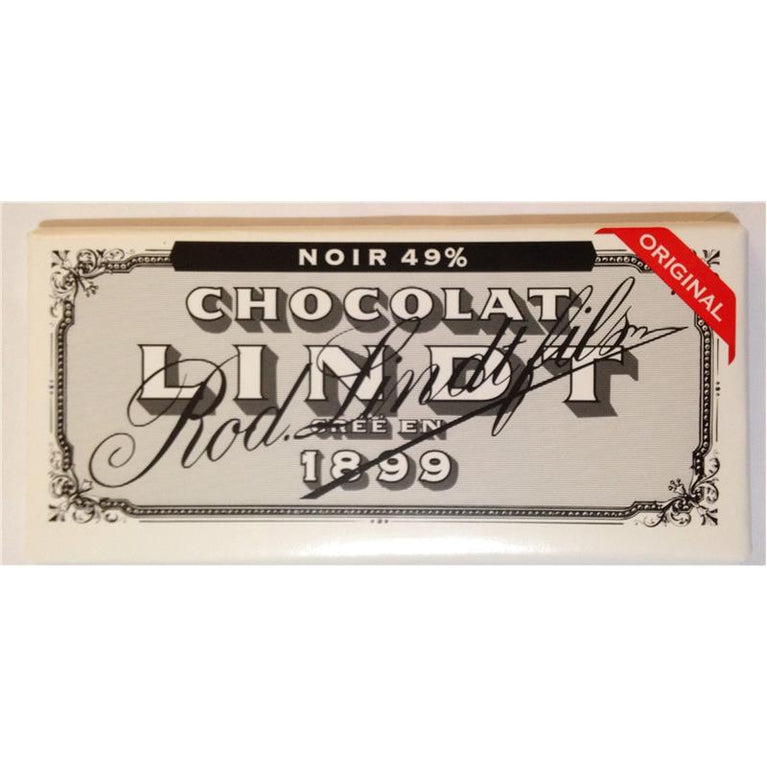 NOIR 49%
ORIGINAL
CHOCOLAT
LINDT
Rod. Lindt fils
CRÉÉ EN
1899